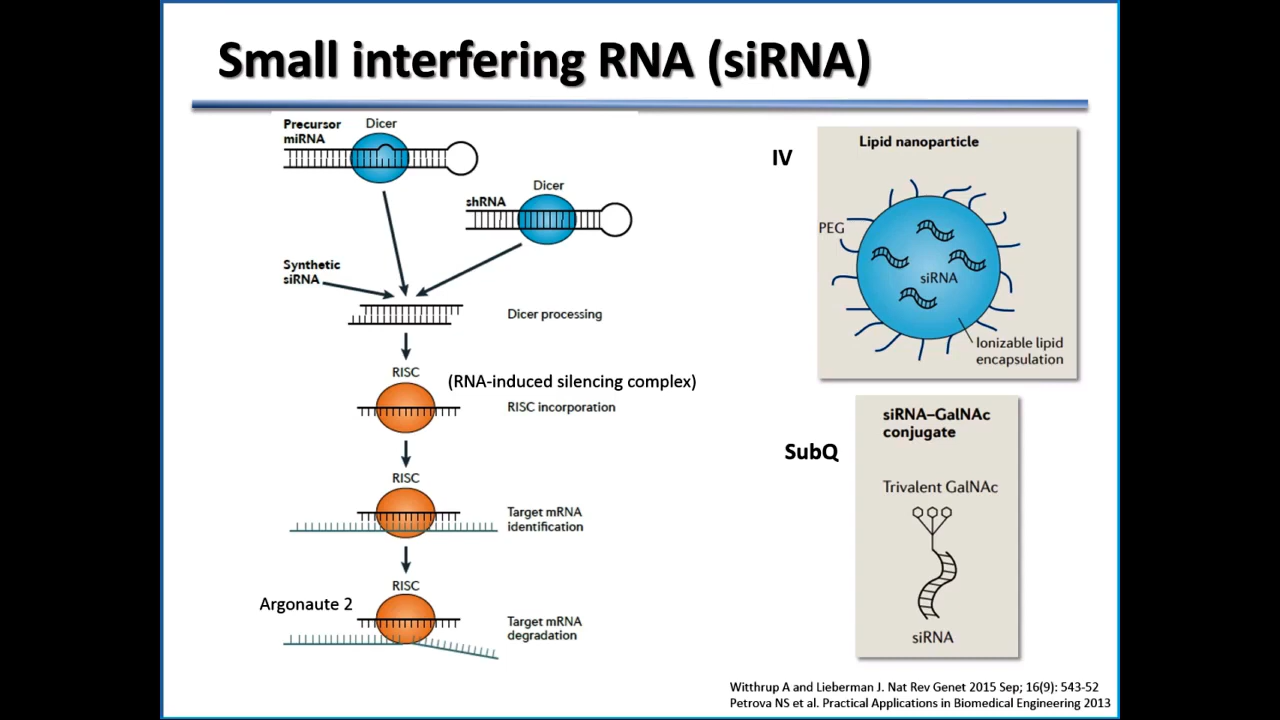 Small interfering RNA (siRNA)
Precursor
miRNA
Dicer
Dicer
shRNA
Synthetic
siRNA
Dicer processing
RISC
(RNA-induced silencing complex)
RISC incorporation
RISC
Target mRNA
identification
RISC
Argonaute 2
Target mRNA
degradation
IV
Lipid nanoparticle
PEG
siRNA
Ionizable lipid
encapsulation
SubQ
siRNA–GalNAc
conjugate
Trivalent GalNAc
siRNA
Witthrup A and Lieberman J. Nat Rev Genet 2015 Sep; 16(9): 543-52
Petrova NS et al. Practical Applications in Biomedical Engineering 2013